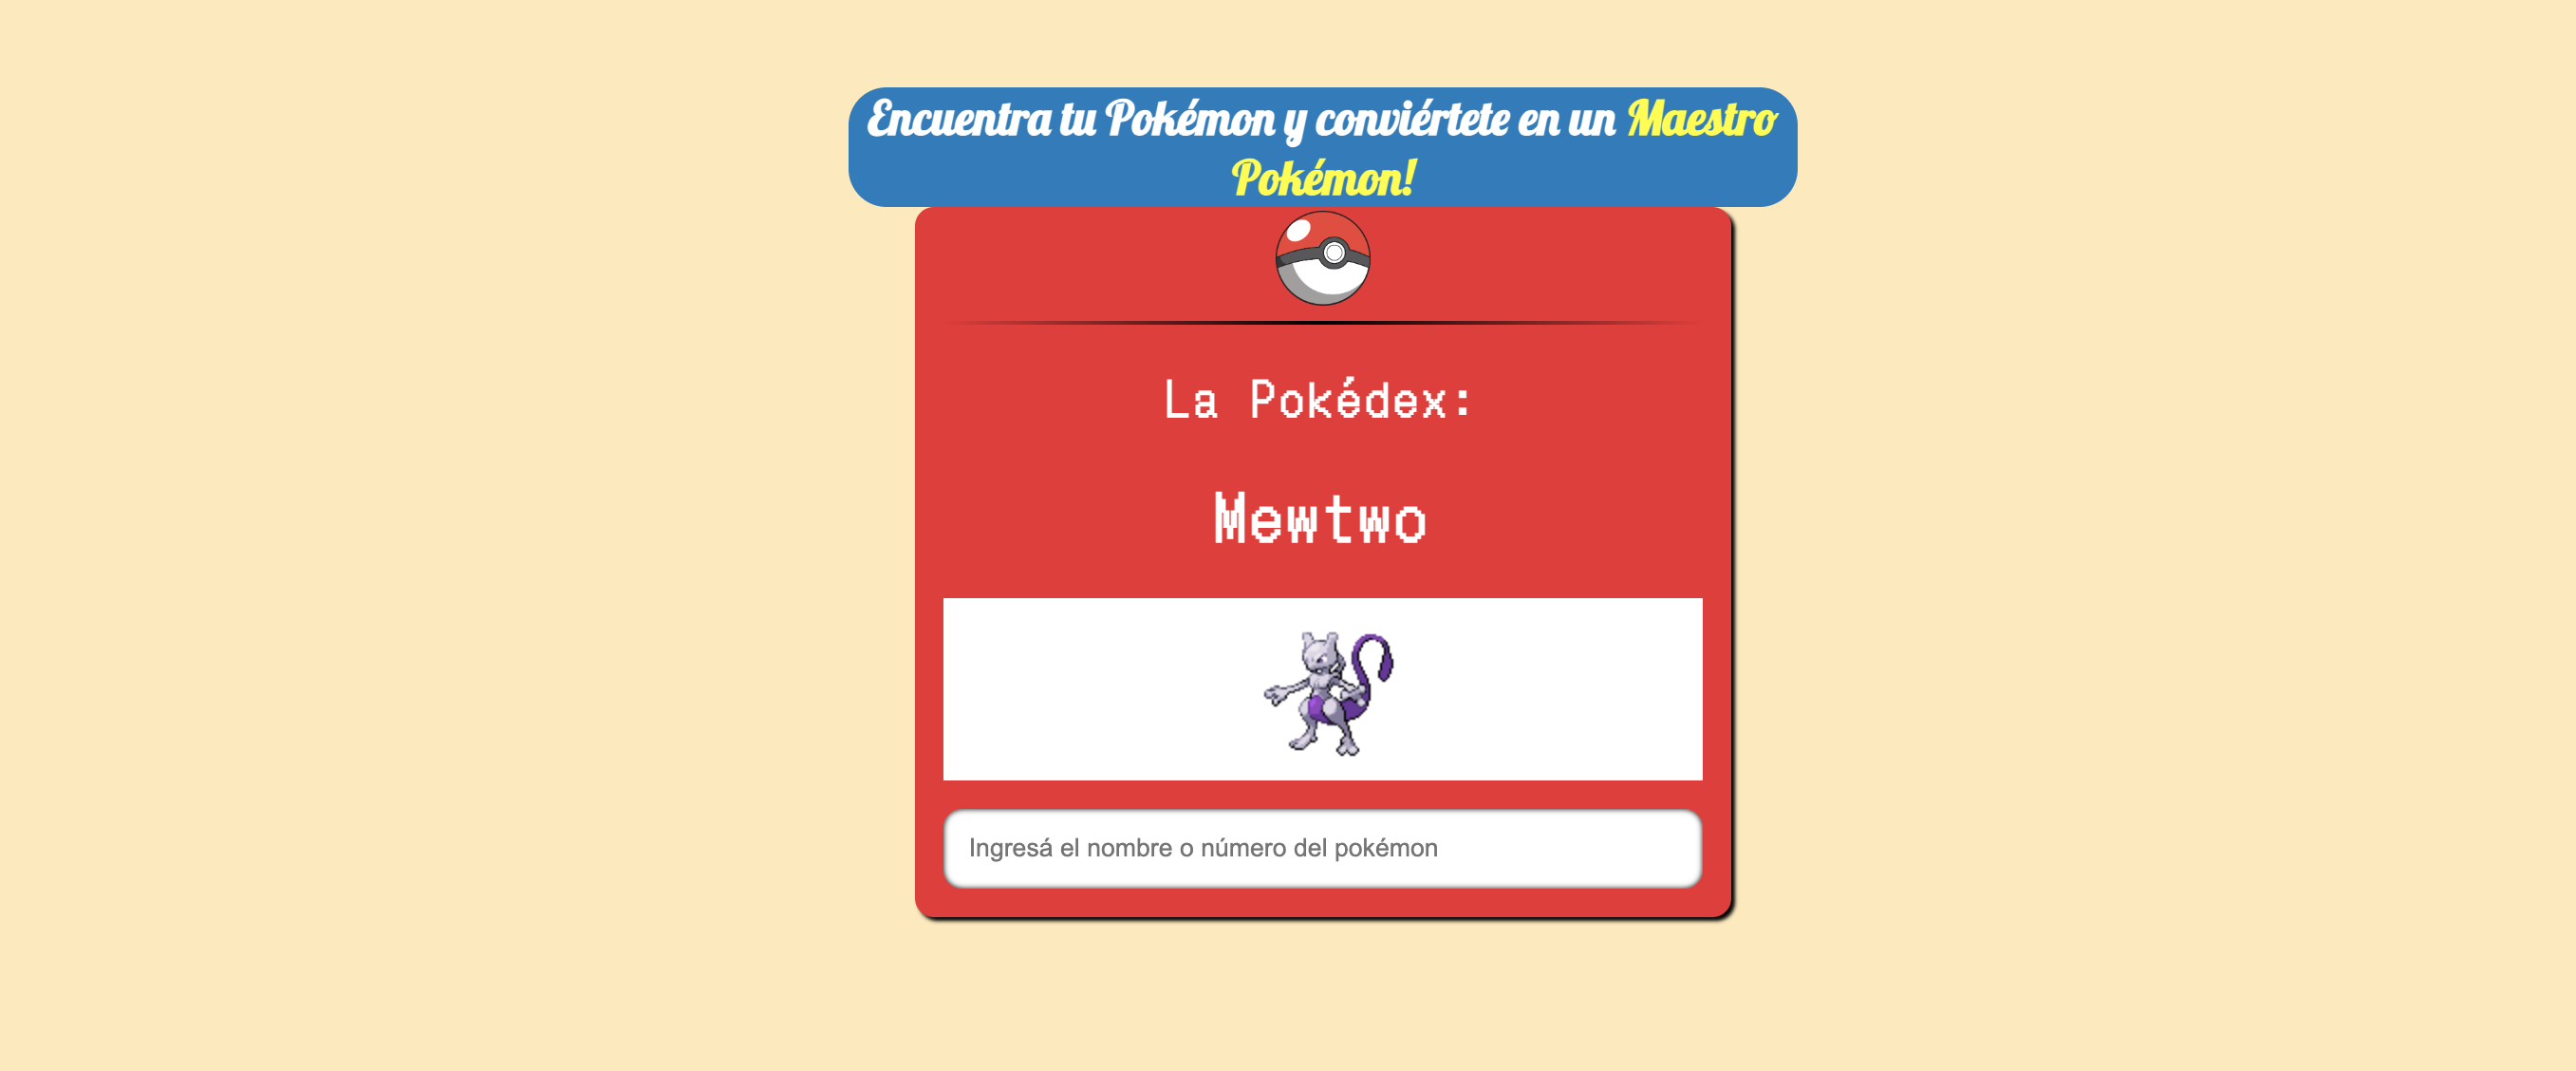 Encuentra tu Pokémon y conviértete en un Maestro
Pokémon!
La Pokédex:
Mewtwo
Ingresá el nombre o número del pokémon